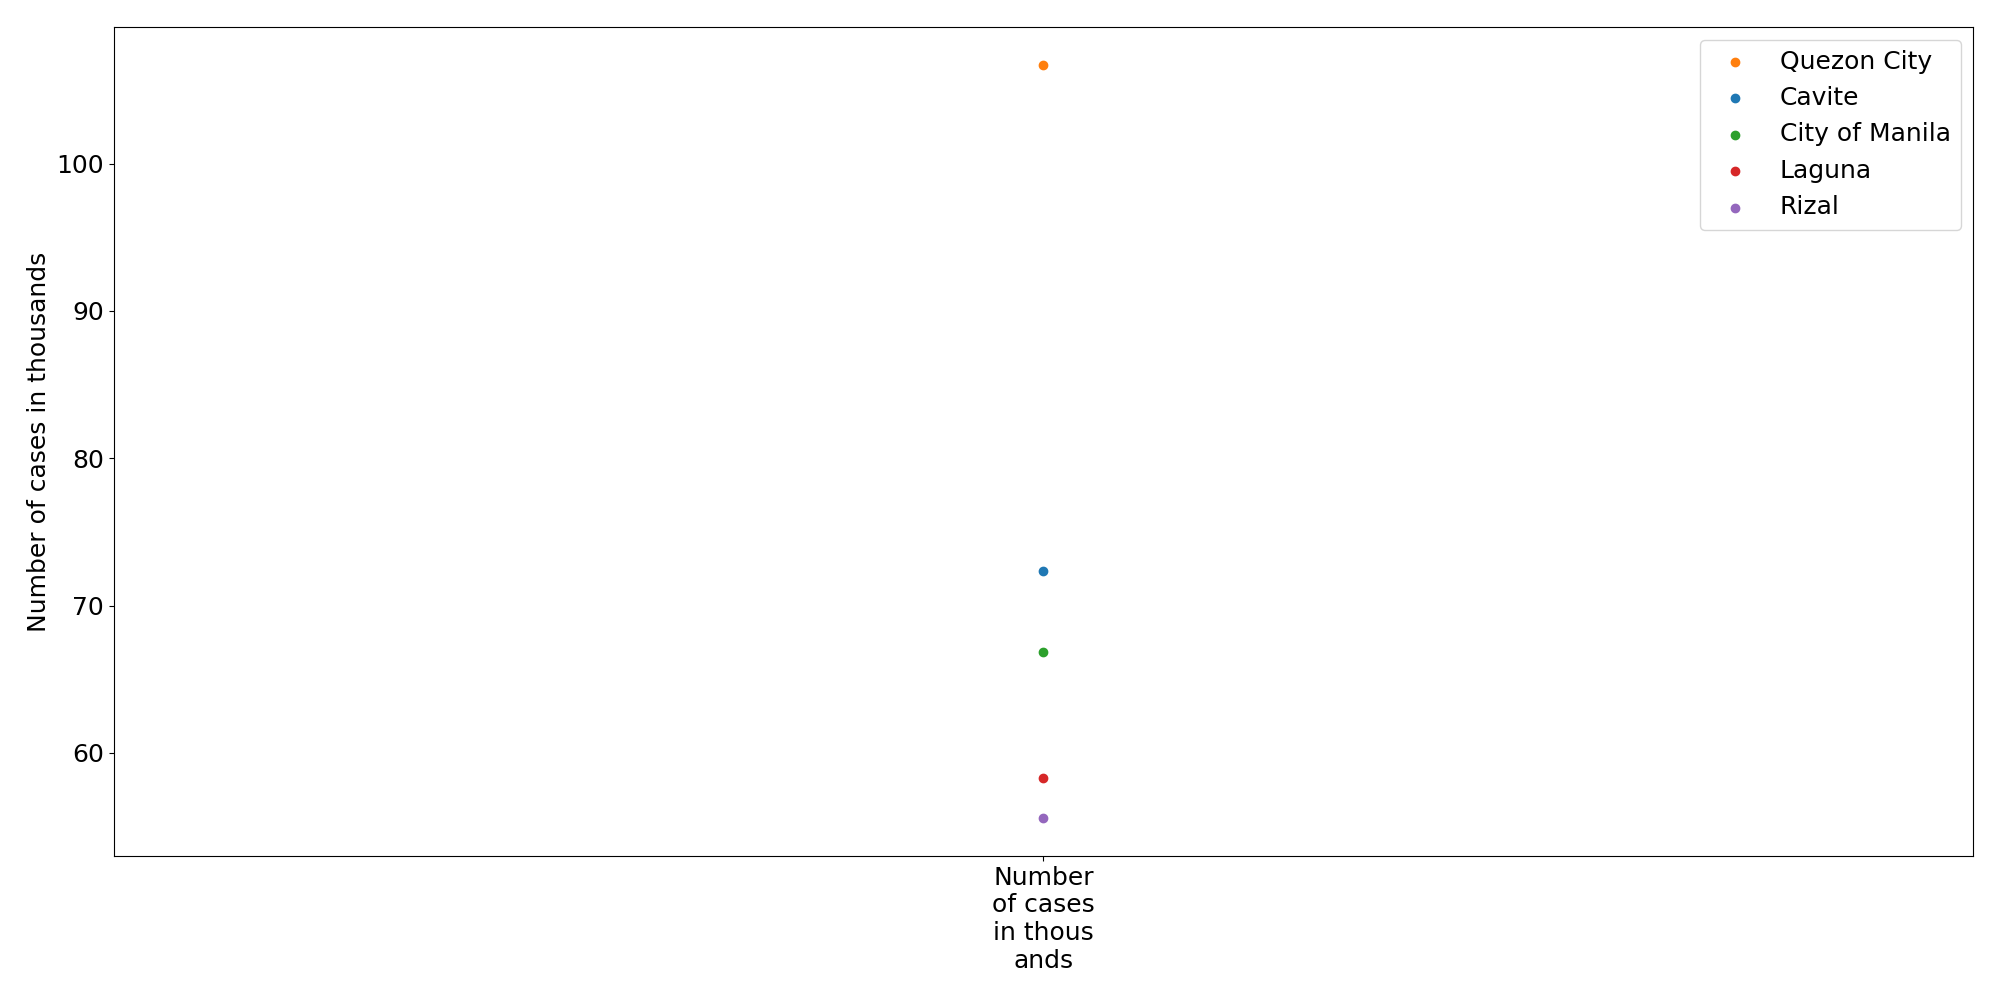 Quezon City
Cavite
City of Manila
Laguna
Rizal
Number of cases in thousands
100
90
80
70
60
Number
of cases
in thous
ands